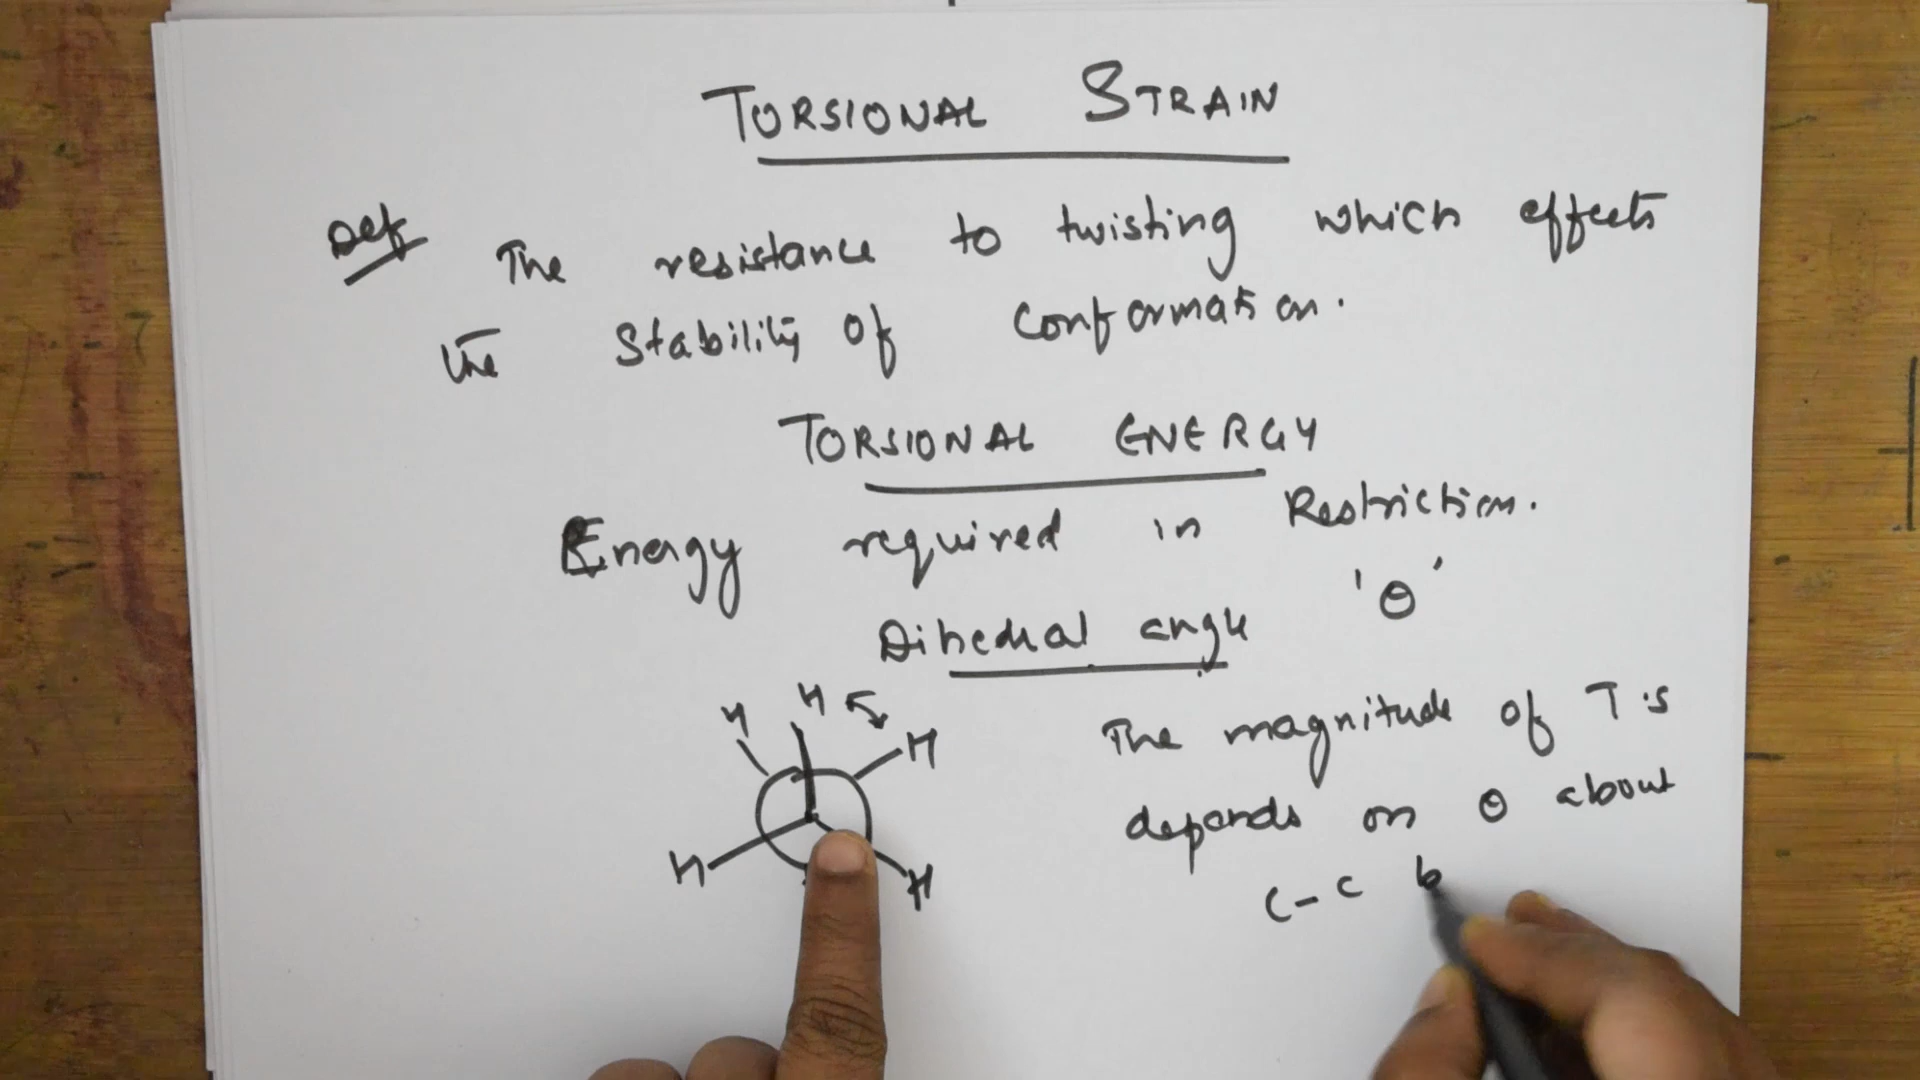 TORSIONAL STRAIN
Def The resistance to twisting which effects
the stability of conformation.
TORSIONAL ENERGY
Energy required in Restriction.
Dihedral angle 'θ'
H H H
H H
The magnitude of T is
depends on θ about
C-C b